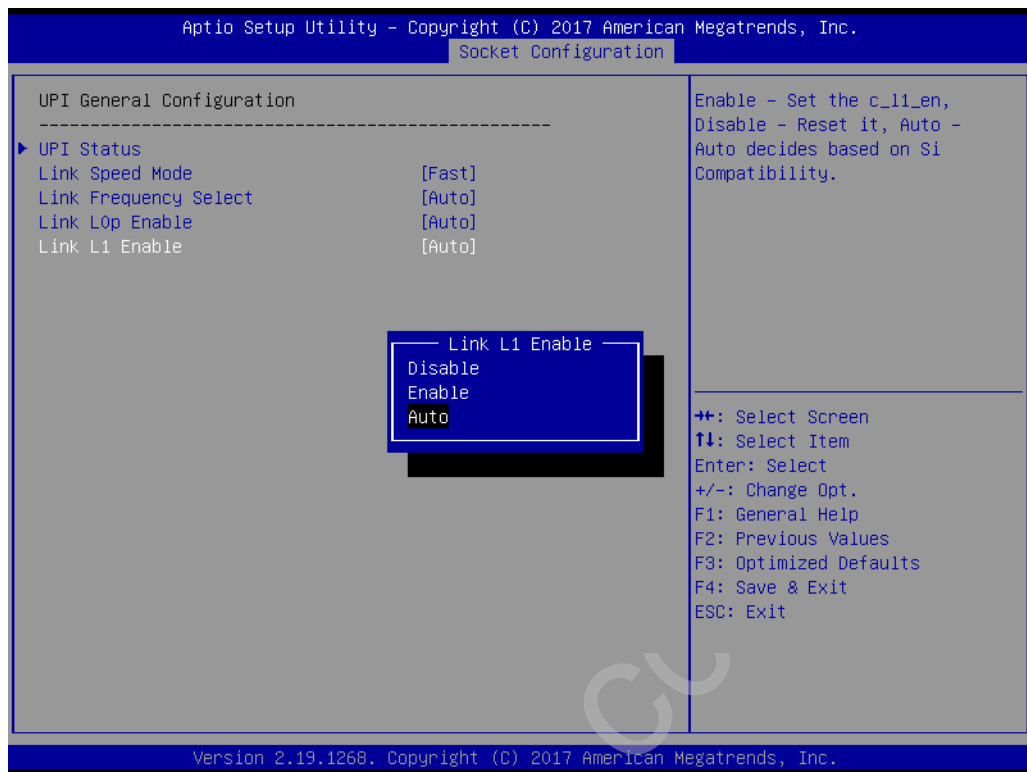 Aptio Setup Utility – Copyright (C) 2017 American Megatrends, Inc.
Socket Configuration
UPI General Configuration
--------------------------------------------------
UPI Status
Link Speed Mode [Fast]
Link Frequency Select [Auto]
Link L0p Enable [Auto]
Link L1 Enable [Auto]
Link L1 Enable
Disable
Enable
Auto
Enable – Set the c_l1_en,
Disable – Reset it, Auto –
Auto decides based on Si
Compatibility.
→←: Select Screen
↑↓: Select Item
Enter: Select
+/-: Change Opt.
F1: General Help
F2: Previous Values
F3: Optimized Defaults
F4: Save & Exit
ESC: Exit
Version 2.19.1268. Copyright (C) 2017 American Megatrends, Inc.